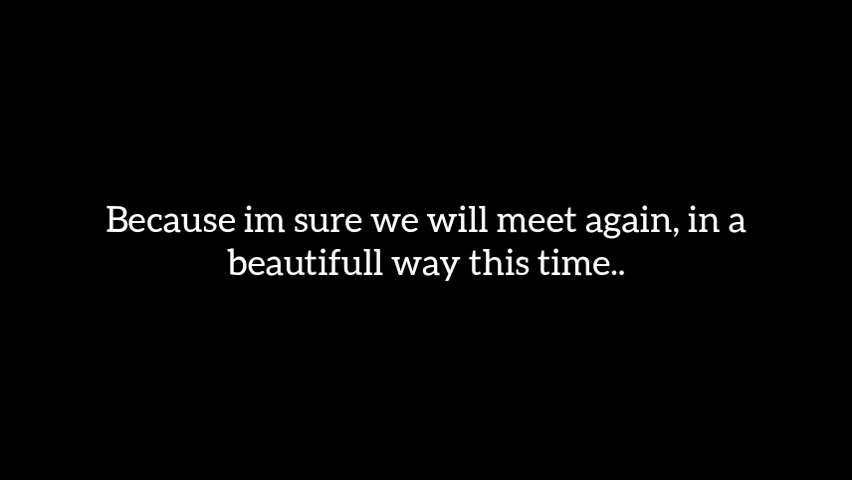 Because im sure we will meet again, in a
beautifull way this time..